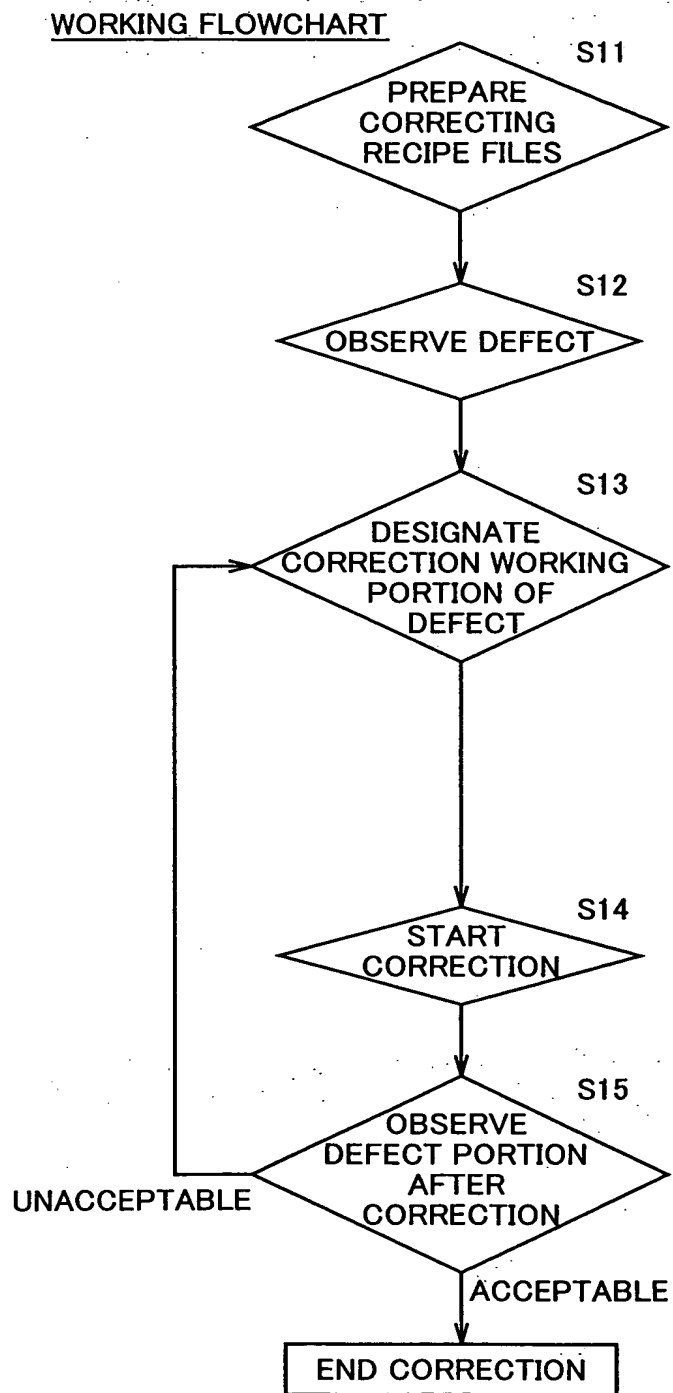 WORKING FLOWCHART
S11
PREPARE
CORRECTING
RECIPE FILES
S12
OBSERVE DEFECT
S13
DESIGNATE
CORRECTION WORKING
PORTION OF
DEFECT
S14
START
CORRECTION
S15
OBSERVE
DEFECT PORTION
AFTER
CORRECTION
UNACCEPTABLE
ACCEPTABLE
END CORRECTION